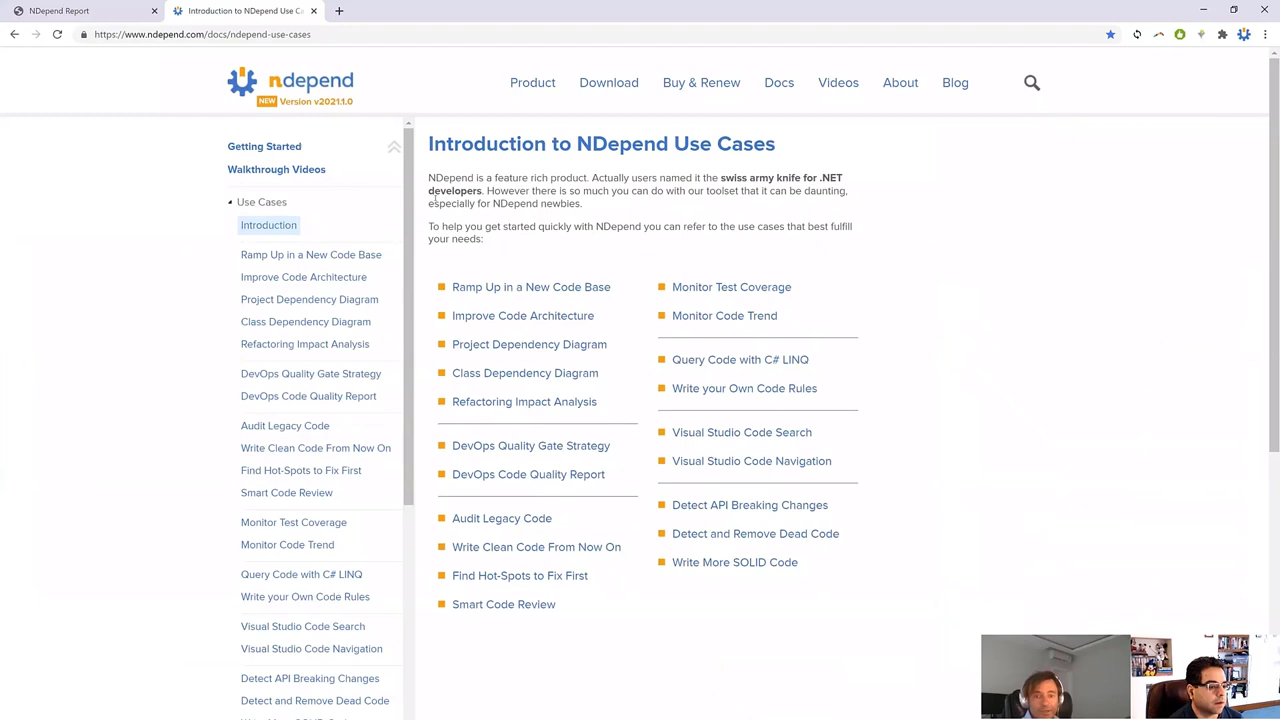 NDepend Report
Introduction to NDepend Use Ca
https://www.ndepend.com/docs/ndepend-use-cases
ndepend
NEW Version v2021.1.0
Product Download Buy & Renew Docs Videos About Blog
Getting Started
Walkthrough Videos
Use Cases
Introduction
Ramp Up in a New Code Base
Improve Code Architecture
Project Dependency Diagram
Class Dependency Diagram
Refactoring Impact Analysis
DevOps Quality Gate Strategy
DevOps Code Quality Report
Audit Legacy Code
Write Clean Code From Now On
Find Hot-Spots to Fix First
Smart Code Review
Monitor Test Coverage
Monitor Code Trend
Query Code with C# LINQ
Write your Own Code Rules
Visual Studio Code Search
Visual Studio Code Navigation
Detect API Breaking Changes
Detect and Remove Dead Code
Introduction to NDepend Use Cases
NDepend is a feature rich product. Actually users named it the swiss army knife for .NET
developers. However there is so much you can do with our toolset that it can be daunting,
especially for NDepend newbies.
To help you get started quickly with NDepend you can refer to the use cases that best fulfill
your needs:
Ramp Up in a New Code Base
Improve Code Architecture
Project Dependency Diagram
Class Dependency Diagram
Refactoring Impact Analysis
DevOps Quality Gate Strategy
DevOps Code Quality Report
Audit Legacy Code
Write Clean Code From Now On
Find Hot-Spots to Fix First
Smart Code Review
Monitor Test Coverage
Monitor Code Trend
Query Code with C# LINQ
Write your Own Code Rules
Visual Studio Code Search
Visual Studio Code Navigation
Detect API Breaking Changes
Detect and Remove Dead Code
Write More SOLID Code